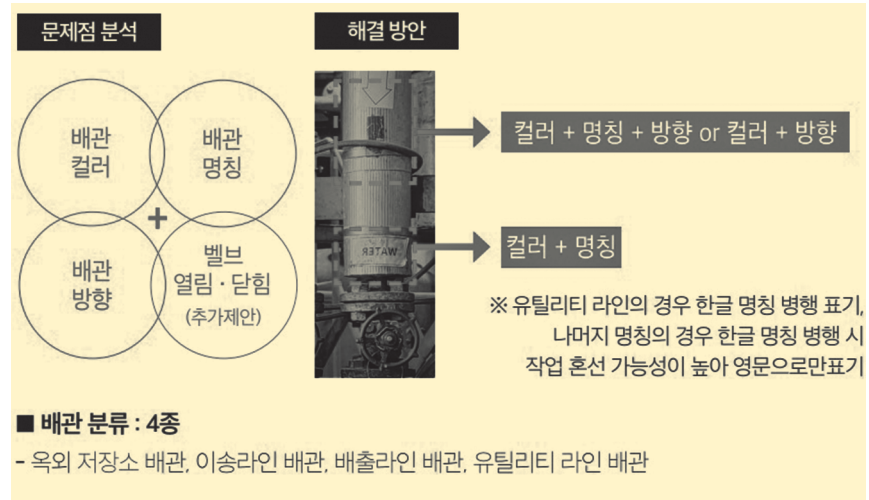 문제점 분석
해결 방안
배관
컬러
배관
명칭
+
배관
방향
벨브
열림 · 닫힘
(추가제안)
WATER
컬러 + 명칭 + 방향 or 컬러 + 방향
컬러 + 명칭
※ 유틸리티 라인의 경우 한글 명칭 병행 표기,
나머지 명칭의 경우 한글 명칭 병행 시
작업 혼선 가능성이 높아 영문으로만표기
■ 배관 분류 : 4종
- 옥외 저장소 배관, 이송라인 배관, 배출라인 배관, 유틸리티 라인 배관